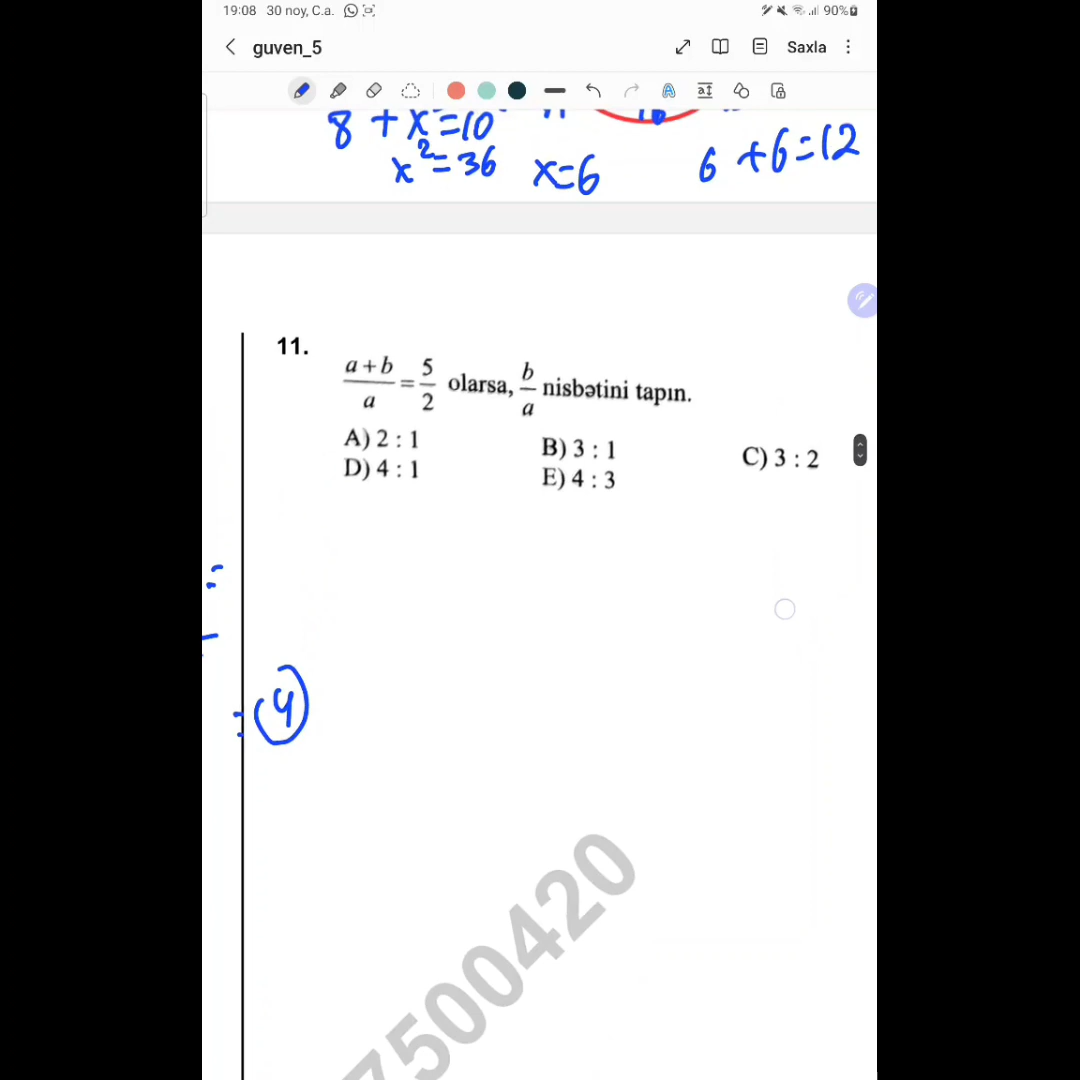 19:08 30 noy, C.a. 90%
guven_5 Saxla
8 + x² = 10
x² = 36 x = 6 6 + 6 = 12
11.
(a + b)/a = 5/2 olarsa, b/a nisbətini tapın.
A) 2 : 1 B) 3 : 1 C) 3 : 2
D) 4 : 1 E) 4 : 3
= 4
7500420